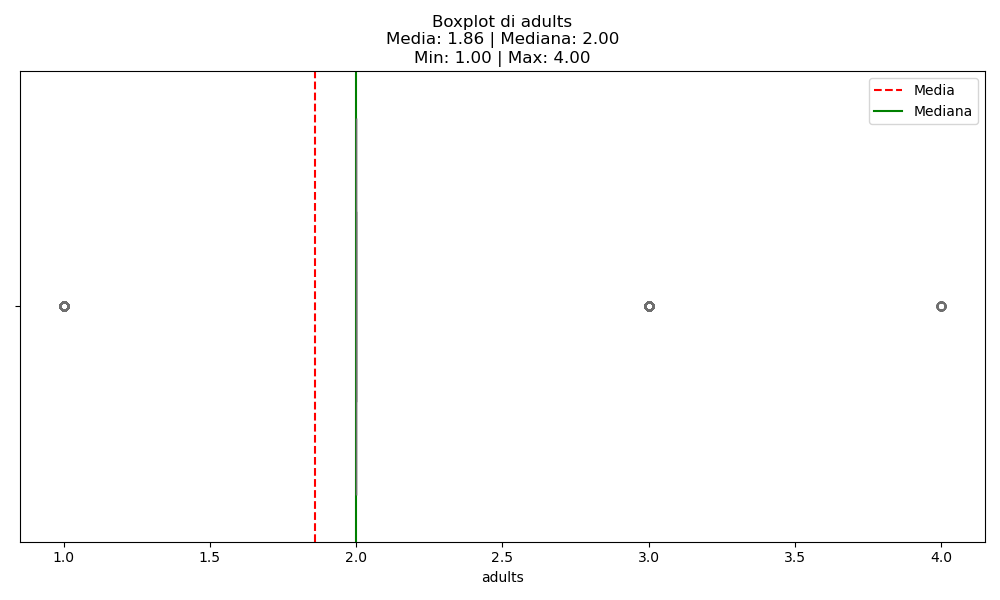 Boxplot di adults
Media: 1.86 | Mediana: 2.00
Min: 1.00 | Max: 4.00
Media
Mediana
1.0 1.5 2.0 2.5 3.0 3.5 4.0
adults